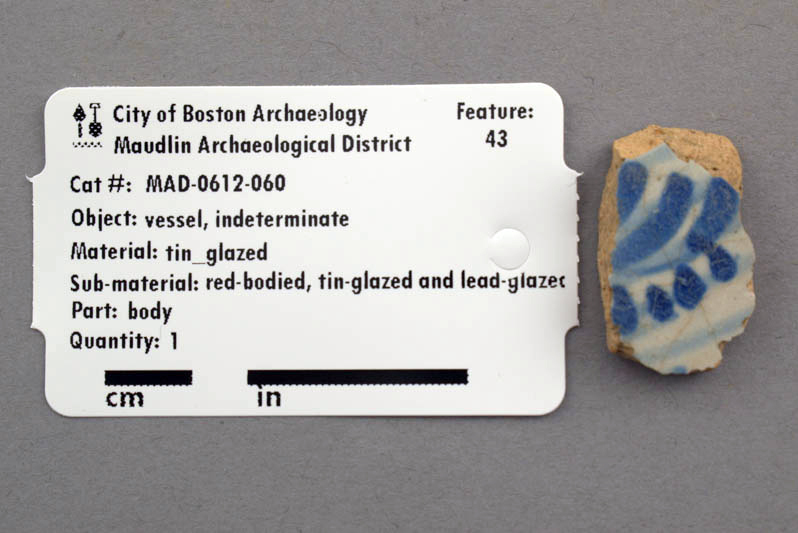 City of Boston Archaeology
Maudlin Archaeological District
Feature:
43
Cat #: MAD-0612-060
Object: vessel, indeterminate
Material: tin_glazed
Sub-material: red-bodied, tin-glazed and lead-glazed
Part: body
Quantity: 1
cm
in